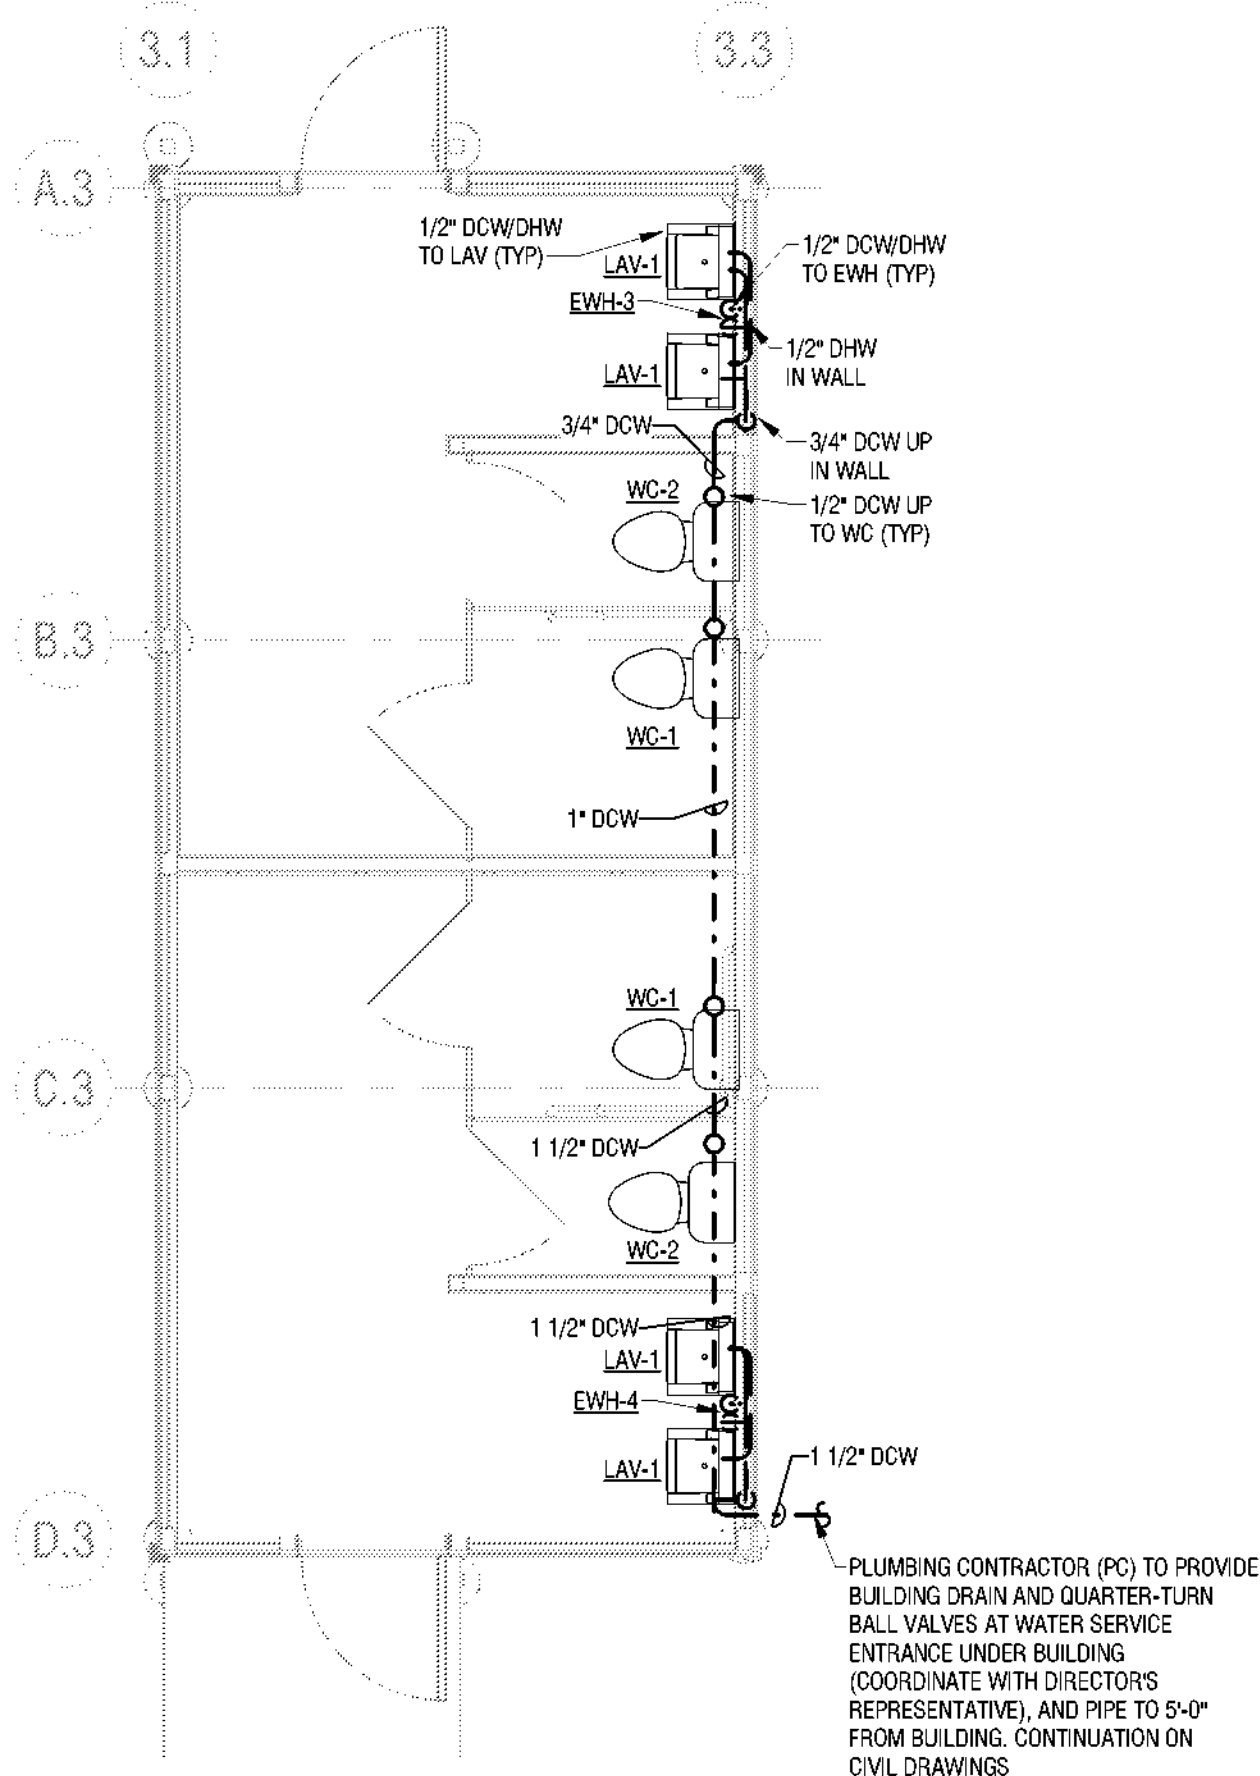 3.1
3.3
A.3
1/2" DCW/DHW
TO LAV (TYP)
LAV-1
1/2" DCW/DHW
TO EWH (TYP)
EWH-3
1/2" DHW
IN WALL
LAV-1
3/4" DCW
3/4" DCW UP
IN WALL
WC-2
1/2" DCW UP
TO WC (TYP)
B.3
WC-1
1" DCW
WC-1
C.3
1 1/2" DCW
WC-2
1 1/2" DCW
LAV-1
EWH-4
LAV-1
1 1/2" DCW
D.3
PLUMBING CONTRACTOR (PC) TO PROVIDE
BUILDING DRAIN AND QUARTER-TURN
BALL VALVES AT WATER SERVICE
ENTRANCE UNDER BUILDING
(COORDINATE WITH DIRECTOR'S
REPRESENTATIVE), AND PIPE TO 5'-0"
FROM BUILDING. CONTINUATION ON
CIVIL DRAWINGS